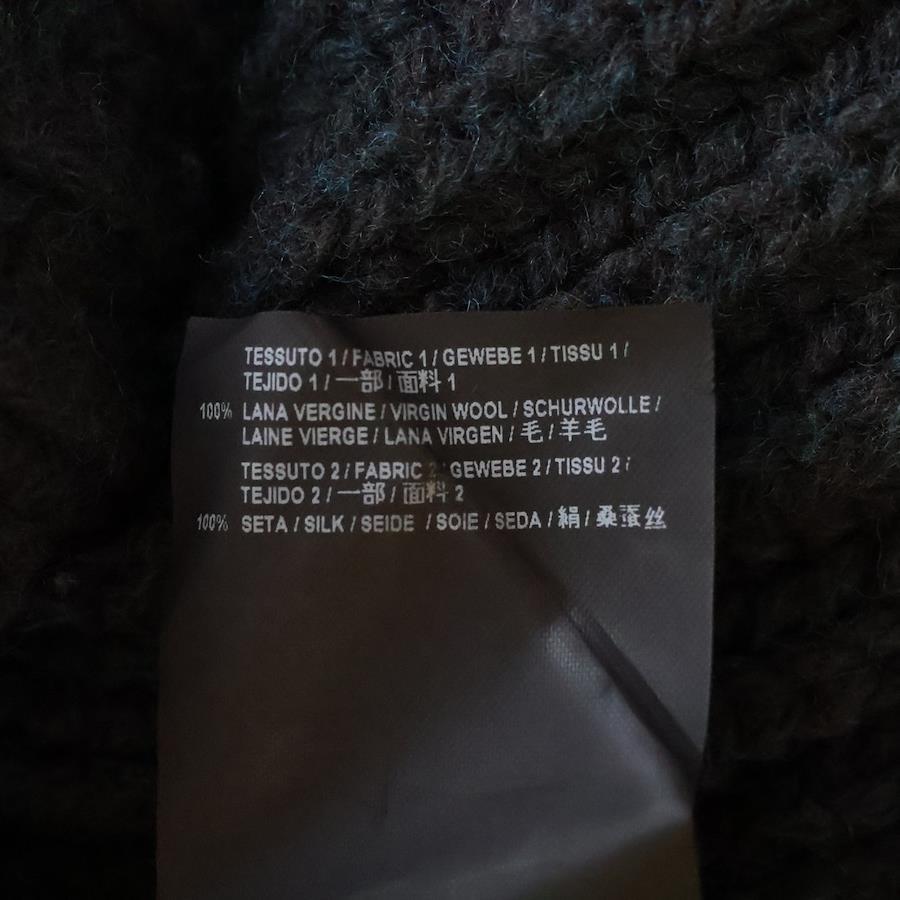 TESSUTO 1 / FABRIC 1 / GEWEBE 1 / TISSU 1 /
TEJIDO 1 / 一部 / 面料 1
100% LANA VERGINE / VIRGIN WOOL / SCHURWOLLE /
LAINE VIERGE / LANA VIRGEN / 毛 / 羊毛
TESSUTO 2 / FABRIC 2 / GEWEBE 2 / TISSU 2 /
TEJIDO 2 / 一部 / 面料 2
100% SETA / SILK / SEIDE / SOIE / SEDA / 絹 / 桑蚕丝